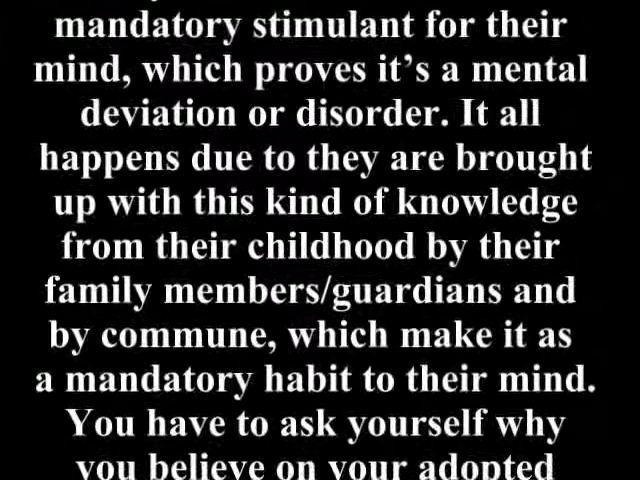 mandatory stimulant for their
mind, which proves it's a mental
deviation or disorder. It all
happens due to they are brought
up with this kind of knowledge
from their childhood by their
family members/guardians and
by commune, which make it as
a mandatory habit to their mind.
You have to ask yourself why
you believe on your adopted